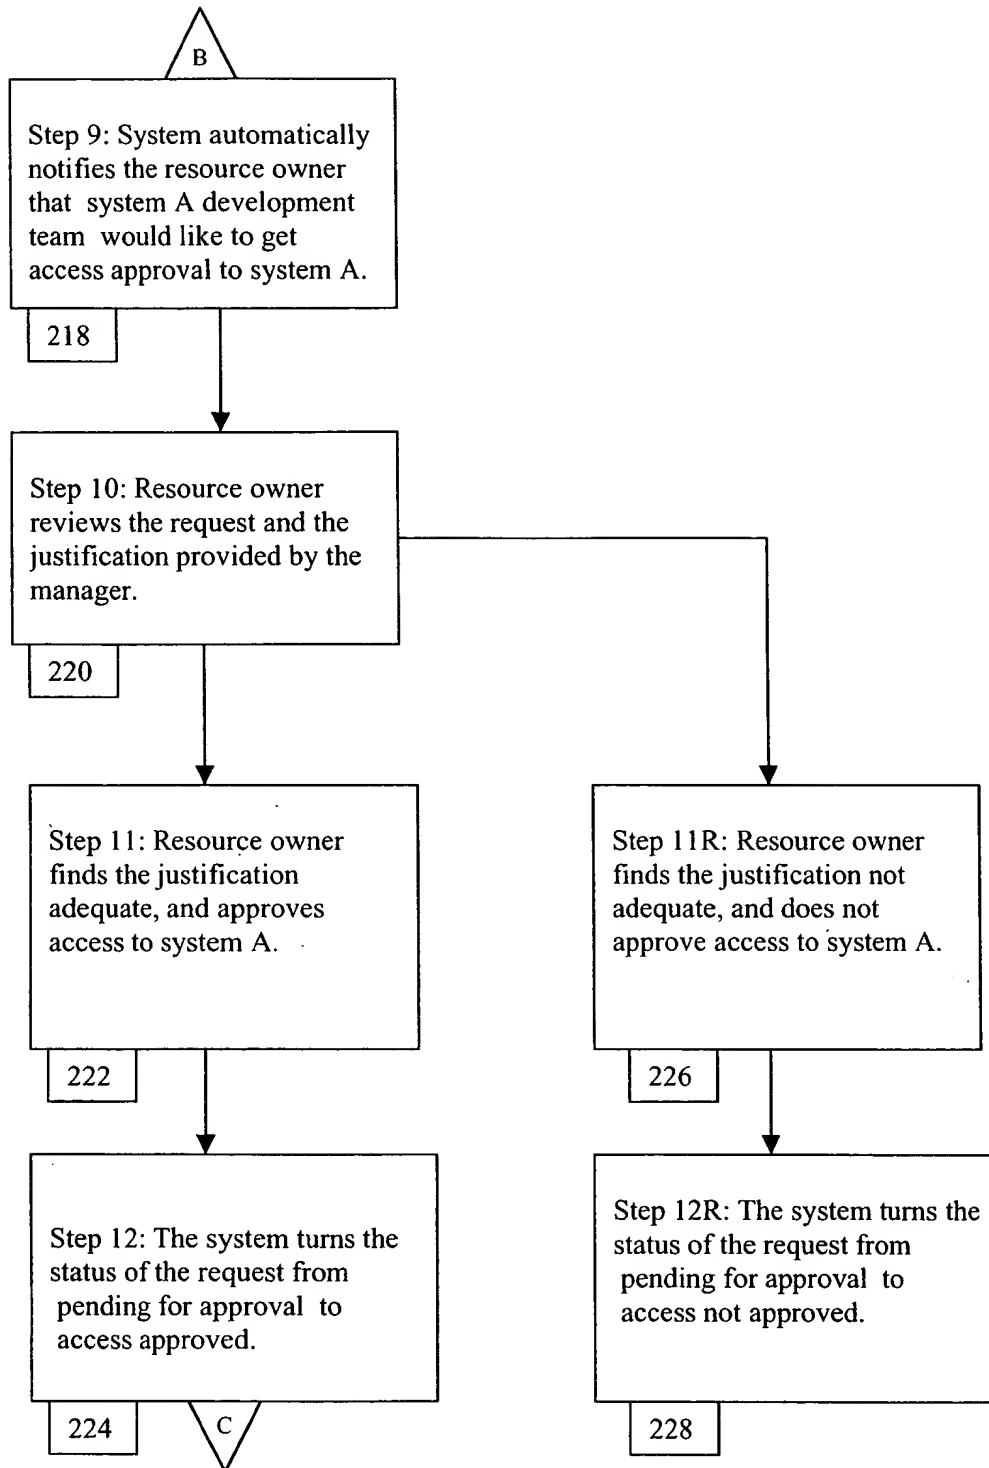 B
Step 9: System automatically
notifies the resource owner
that system A development
team would like to get
access approval to system A.
218
Step 10: Resource owner
reviews the request and the
justification provided by the
manager.
220
Step 11: Resource owner
finds the justification
adequate, and approves
access to system A.
222
Step 11R: Resource owner
finds the justification not
adequate, and does not
approve access to system A.
226
Step 12: The system turns the
status of the request from
pending for approval to
access approved.
224
C
Step 12R: The system turns the
status of the request from
pending for approval to
access not approved.
228